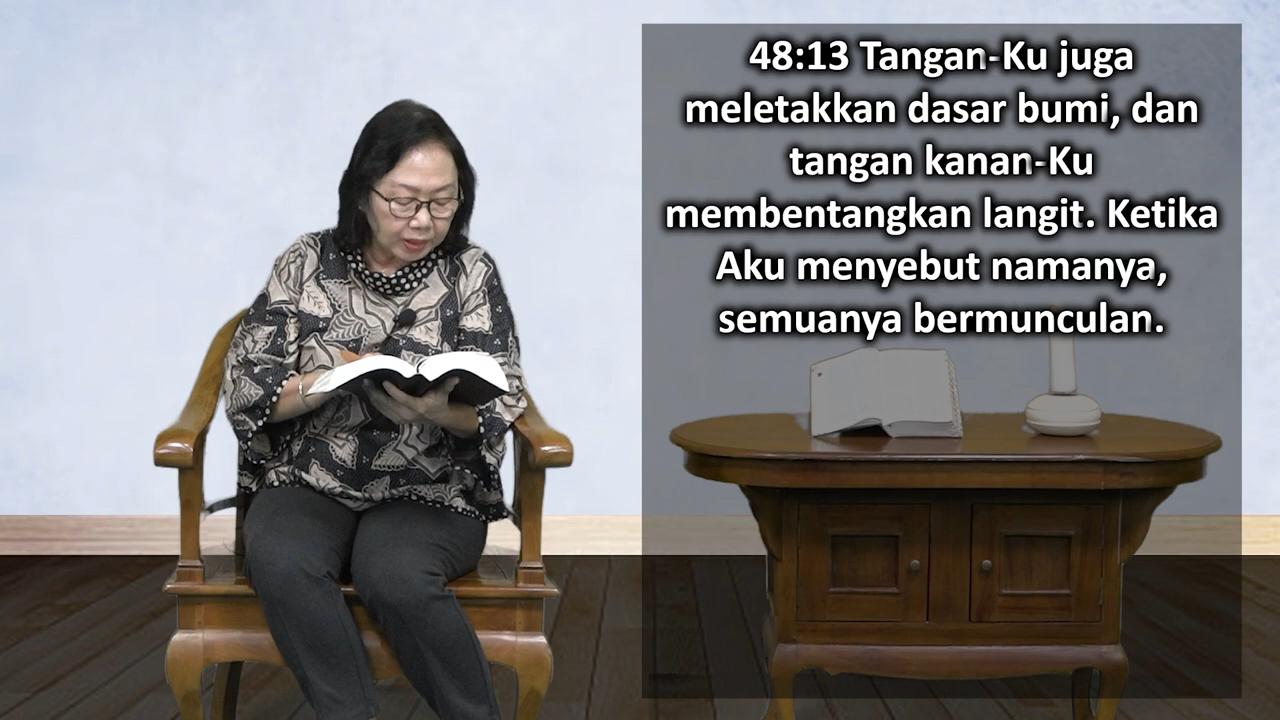 48:13 Tangan-Ku juga
meletakkan dasar bumi, dan
tangan kanan-Ku
membentangkan langit. Ketika
Aku menyebut namanya,
semuanya bermunculan.